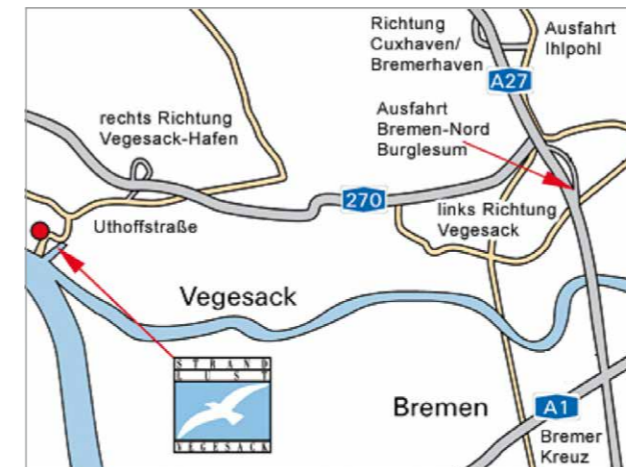 Richtung
Cuxhaven/
Bremerhaven
Ausfahrt
Ihlpohl
A27
Ausfahrt
Bremen-Nord
Burglesum
rechts Richtung
Vegesack-Hafen
270
links Richtung
Vegesack
Uthoffstraße
Vegesack
STRAND
LUST
VEGESACK
Bremen
A1
Bremer
Kreuz